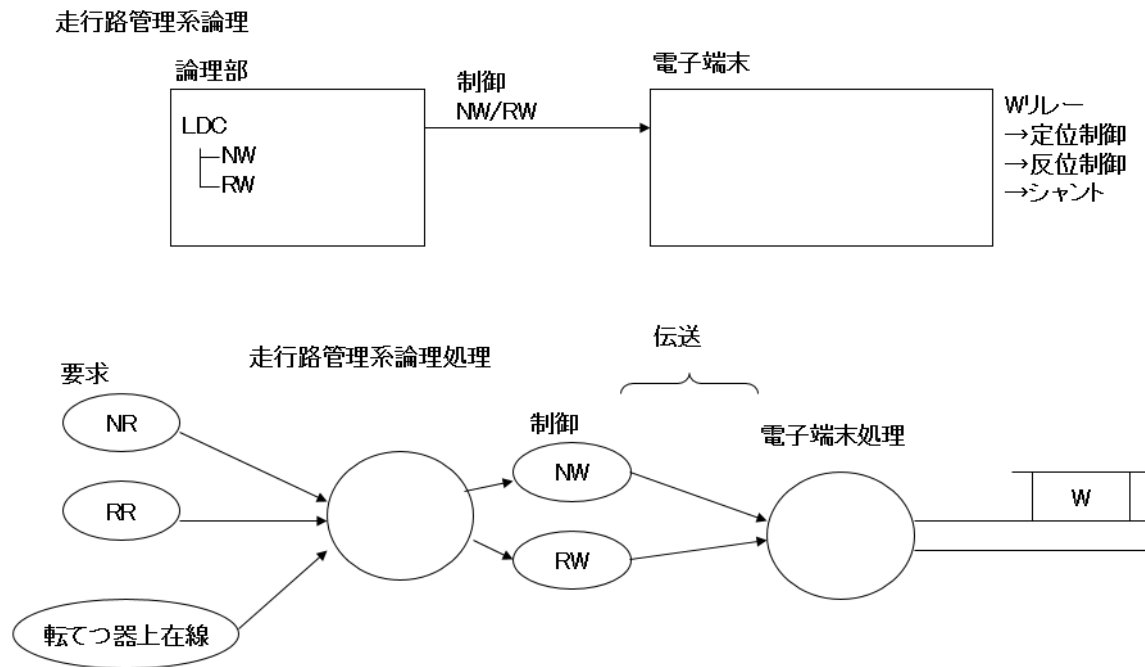 走行路管理系論理
論理部
制御
NW/RW
電子端末
LDC
NW
RW
Wリレー
→定位制御
→反位制御
→シャント
伝送
走行路管理系論理処理
要求
NR
制御
電子端末処理
NW
W
RR
RW
転てつ器上在線